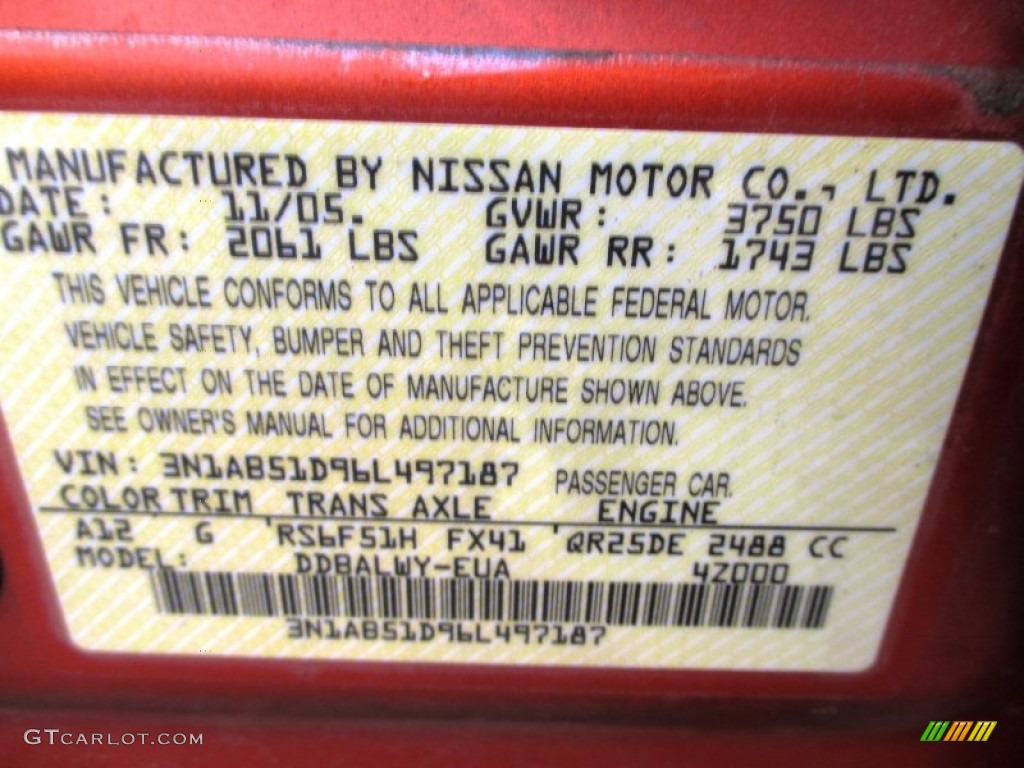 MANUFACTURED BY NISSAN MOTOR CO., LTD.
DATE: 11/05. GVWR: 3750 LBS
GAWR FR: 2061 LBS GAWR RR: 1743 LBS
THIS VEHICLE CONFORMS TO ALL APPLICABLE FEDERAL MOTOR.
VEHICLE SAFETY, BUMPER AND THEFT PREVENTION STANDARDS
IN EFFECT ON THE DATE OF MANUFACTURE SHOWN ABOVE.
SEE OWNER'S MANUAL FOR ADDITIONAL INFORMATION.
VIN: 3N1AB51D96L497187 PASSENGER CAR.
COLOR TRIM TRANS AXLE ENGINE
A12 G RS6F51H FX41 QR25DE 2488 CC
MODEL: DDBALWY-EUA 4Z000
3N1AB51D96L497187
GTCARLOT.COM